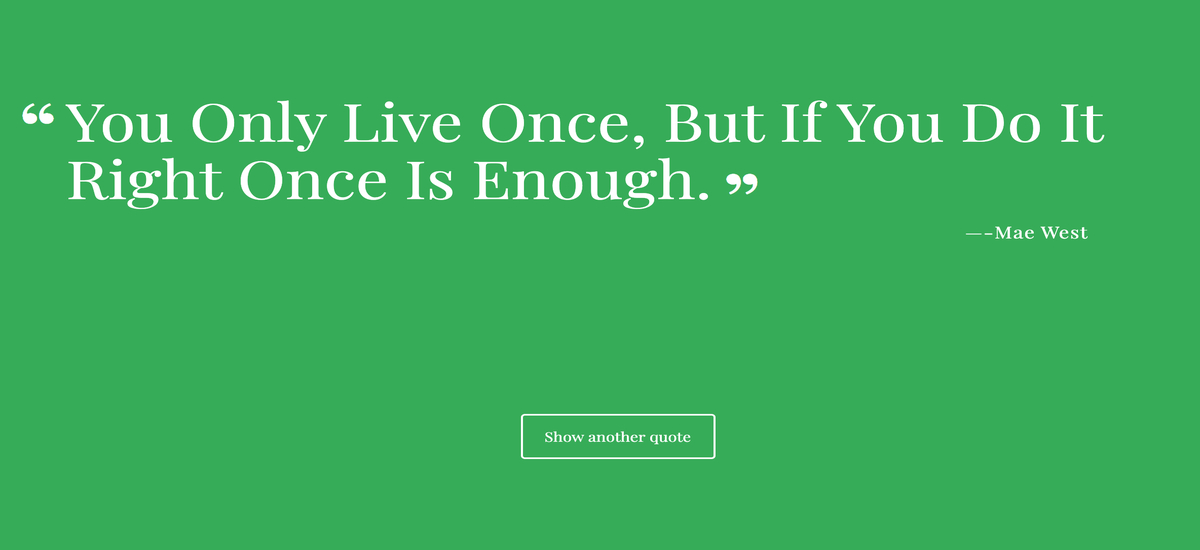 “ You Only Live Once, But If You Do It
Right Once Is Enough. ”
—-Mae West
Show another quote